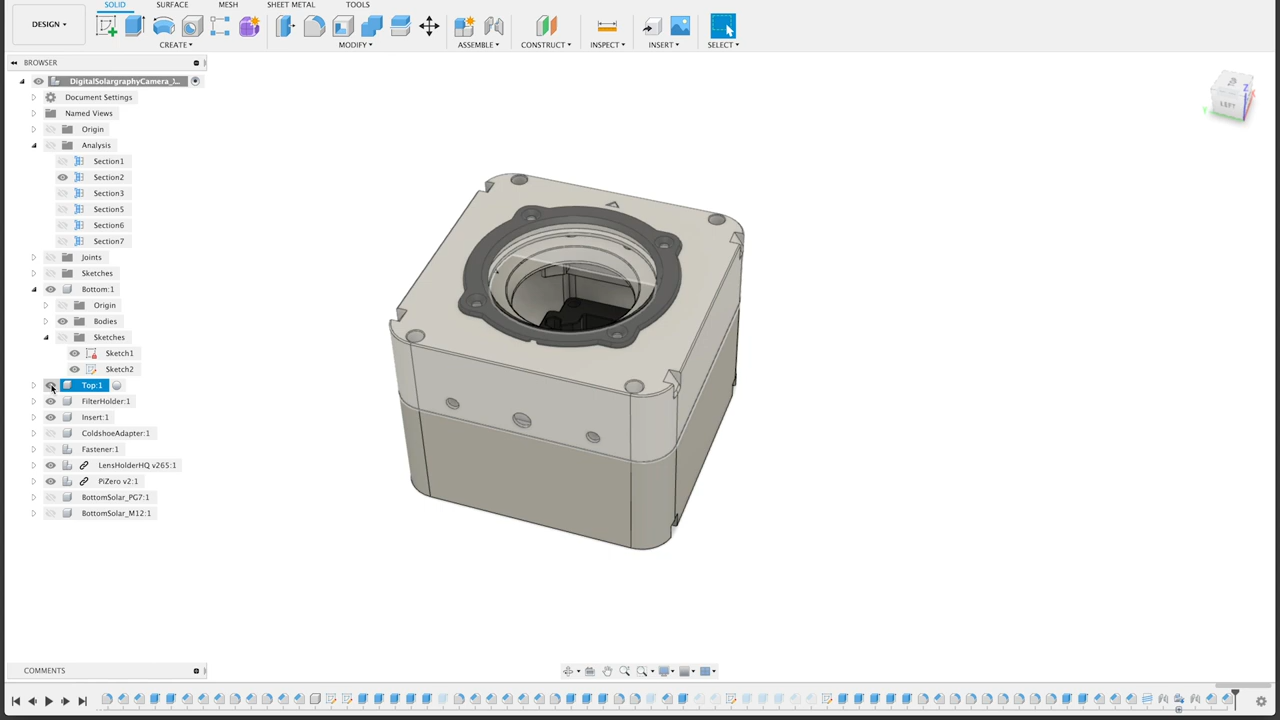 SOLID SURFACE MESH SHEET METAL TOOLS
DESIGN
CREATE MODIFY ASSEMBLE CONSTRUCT INSPECT INSERT SELECT
BROWSER
DigitalSolargraphyCamera_1...
Document Settings
Named Views
Origin
Analysis
Section1
Section2
Section3
Section5
Section6
Section7
Joints
Sketches
Bottom:1
Origin
Bodies
Sketches
Sketch1
Sketch2
Top:1
FilterHolder:1
Insert:1
ColdshoeAdapter:1
Fastener:1
LensHolderHQ v265:1
PiZero v2:1
BottomSolar_PG7:1
BottomSolar_M12:1
Z
LEFT
COMMENTS